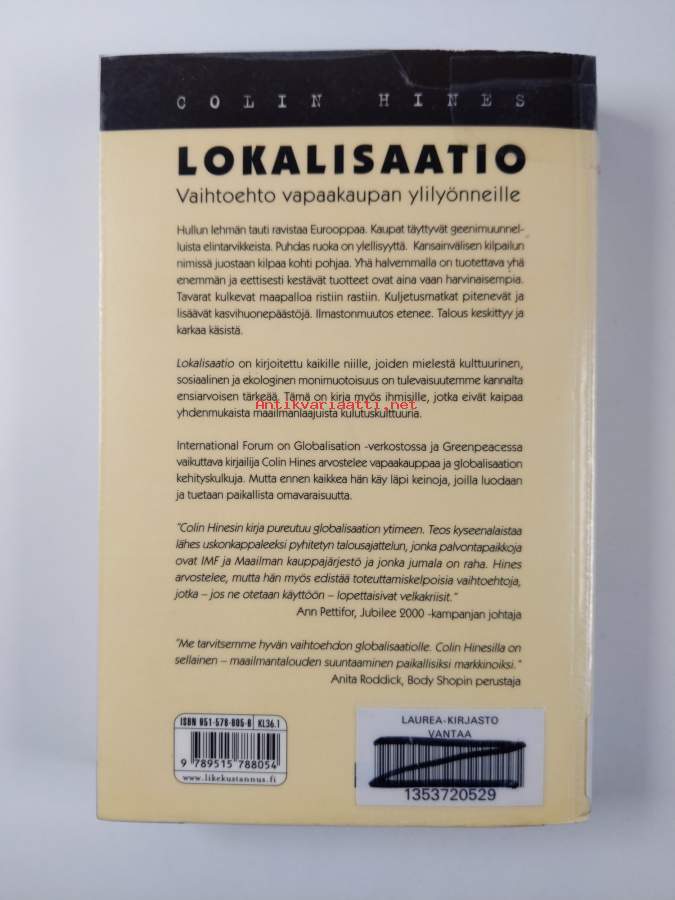 COLIN HINES
LOKALISAATIO
Vaihtoehto vapaakaupan ylilyönneille
Hullun lehmän tauti ravistaa Eurooppaa. Kaupat täyttyvät geenimuunnel-
luista elintarvikkeista. Puhdas ruoka on ylellisyyttä. Kansainvälisen kilpailun
nimissä juostaan kilpaa kohti pohjaa. Yhä halvemmalla on tuotettava yhä
enemmän ja eettisesti kestävät tuotteet ovat aina vaan harvinaisempia.
Tavarat kulkevat maapalloa ristiin rastiin. Kuljetusmatkat pitenevät ja
lisäävät kasvihuonepäästöjä. Ilmastonmuutos etenee. Talous keskittyy ja
karkaa käsistä.
Lokalisaatio on kirjoitettu kaikille niille, joiden mielestä kulttuurinen,
sosiaalinen ja ekologinen monimuotoisuus on tulevaisuutemme kannalta
ensiarvoisen tärkeää. Tämä on kirja myös ihmisille, jotka eivät kaipaa
Antikvariaatti.net
yhdenmukaista maailmanlaajuista kulutuskulttuuria.
International Forum on Globalisation -verkostossa ja Greenpeacessa
vaikuttava kirjailija Colin Hines arvostelee vapaakauppaa ja globalisaation
kehityskulkuja. Mutta ennen kaikkea hän käy läpi keinoja, joilla luodaan
ja tuetaan paikallista omavaraisuutta.
"Colin Hinesin kirja pureutuu globalisaation ytimeen. Teos kyseenalaistaa
lähes uskonkappaleeksi pyhitetyn talousajattelun, jonka palvontapaikkoja
ovat IMF ja Maailman kauppajärjestö ja jonka jumala on raha. Hines
arvostelee, mutta hän myös edistää toteuttamiskelpoisia vaihtoehtoja,
jotka – jos ne otetaan käyttöön – lopettaisivat velkakriisit."
Ann Pettifor, Jubilee 2000 -kampanjan johtaja
"Me tarvitsemme hyvän vaihtoehdon globalisaatiolle. Colin Hinesilla on
sellainen – maailmantalouden suuntaaminen paikallisiksi markkinoiksi."
Anita Roddick, Body Shopin perustaja
ISBN 951-578-805-8 KL36.1
9 789515 788054
www.likekustannus.fi
LAUREA-KIRJASTO
VANTAA
1353720529